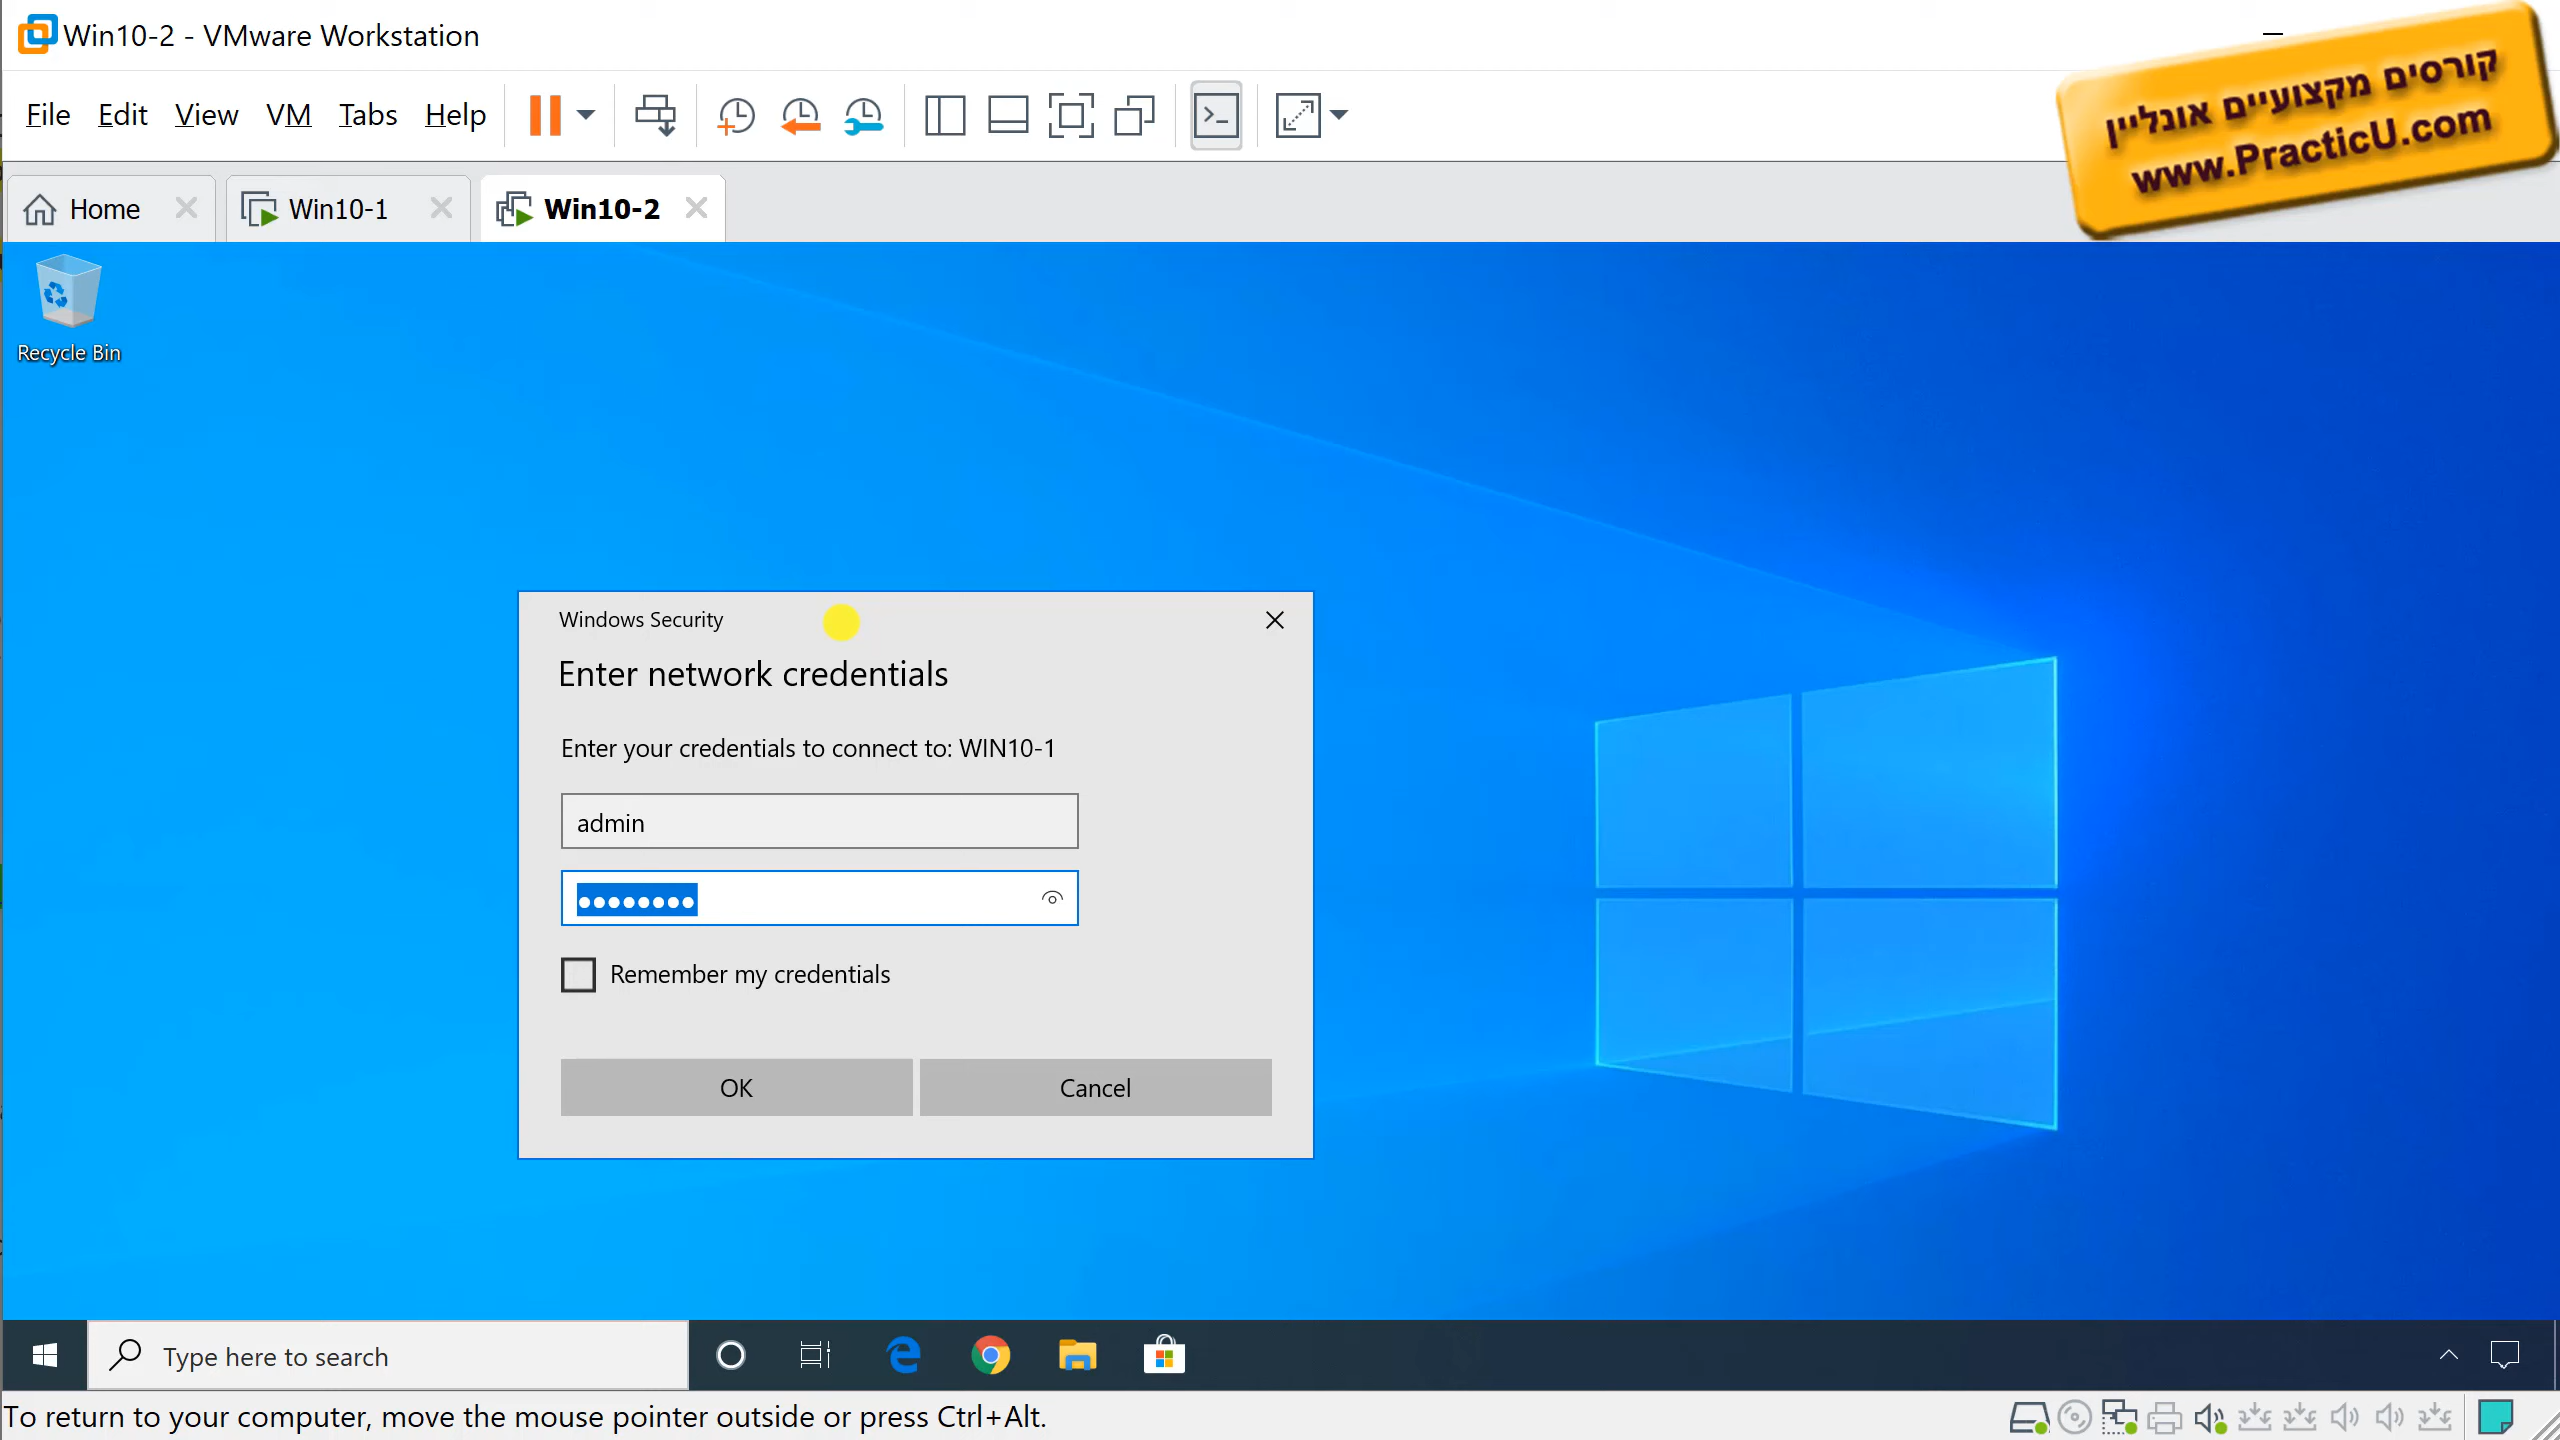 Win10-2 - VMware Workstation
קורסים מקצועיים אונליין
www.PracticU.com
File Edit View VM Tabs Help
Home Win10-1 Win10-2
Recycle Bin
Windows Security
Enter network credentials
Enter your credentials to connect to: WIN10-1
admin
Remember my credentials
OK Cancel
Type here to search
To return to your computer, move the mouse pointer outside or press Ctrl+Alt.